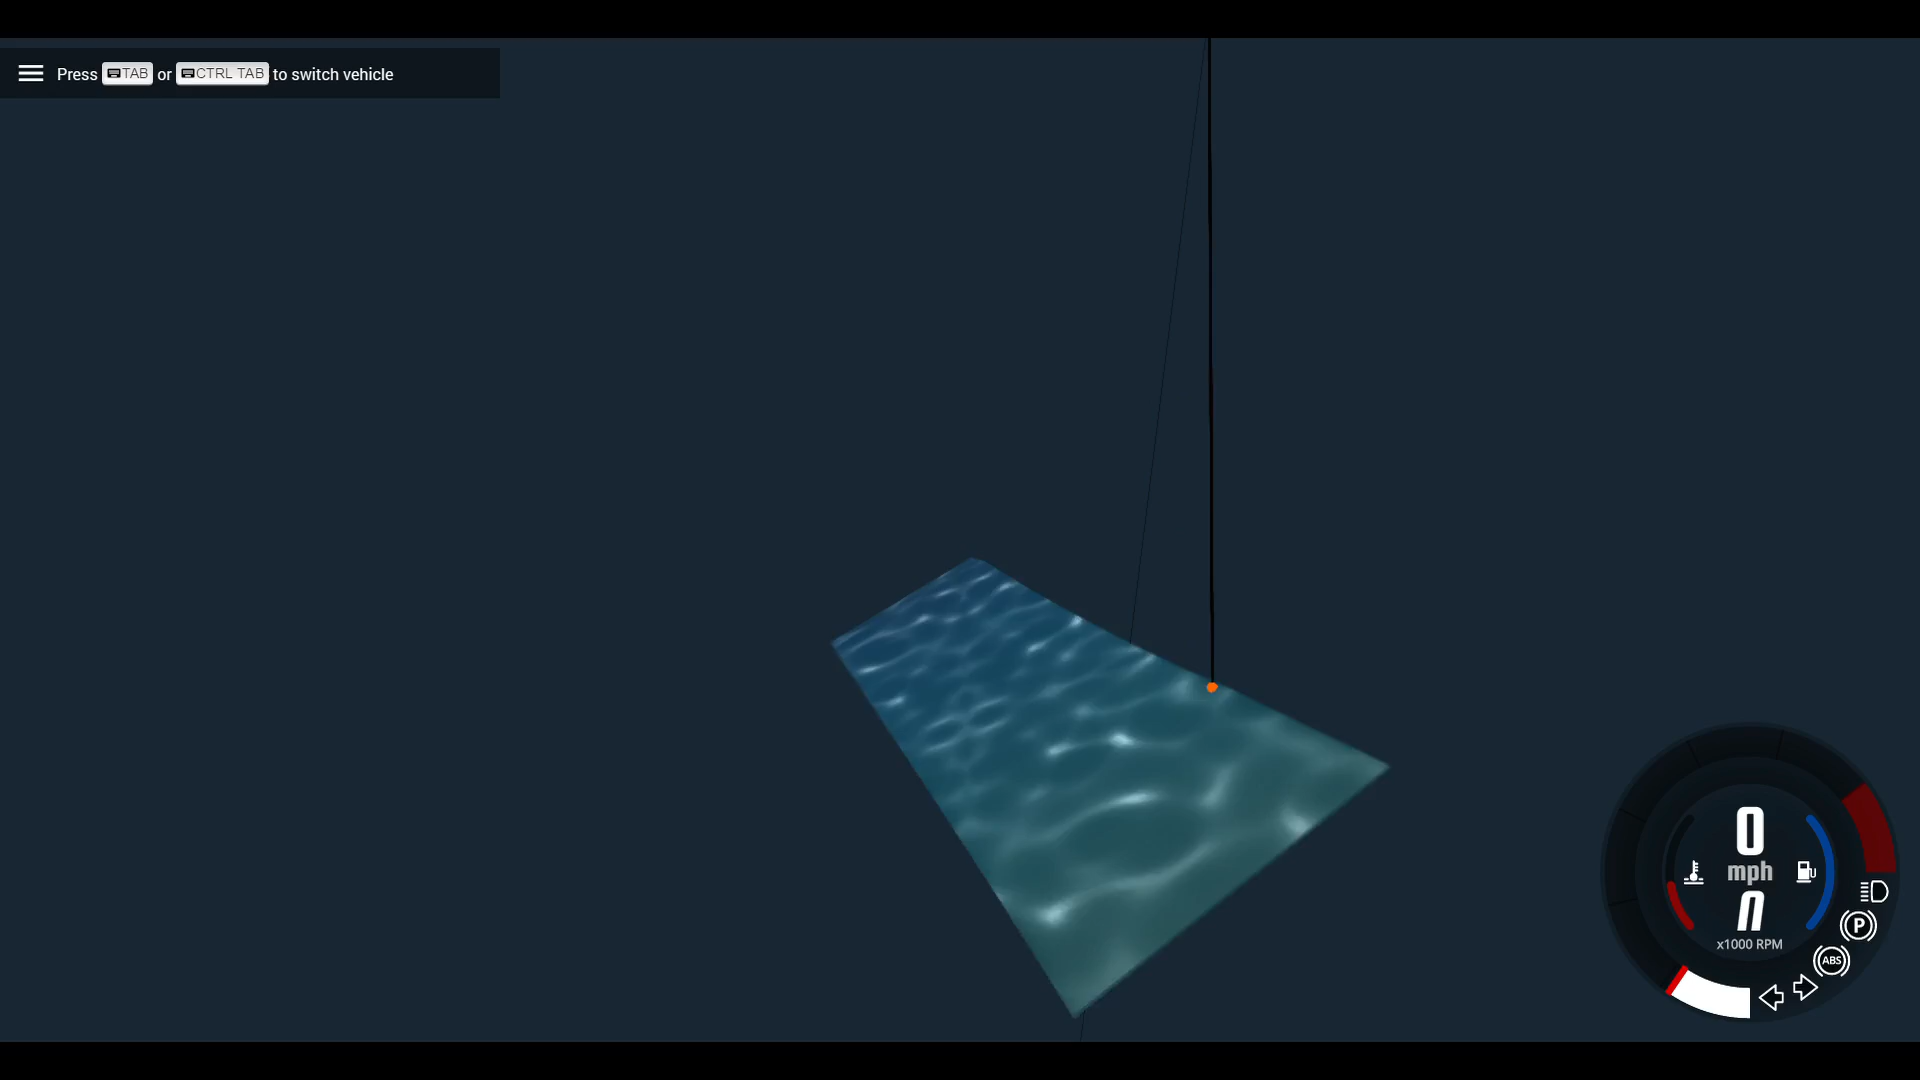 Press TAB or CTRL TAB to switch vehicle
0
mph
n
x1000 RPM
P
ABS